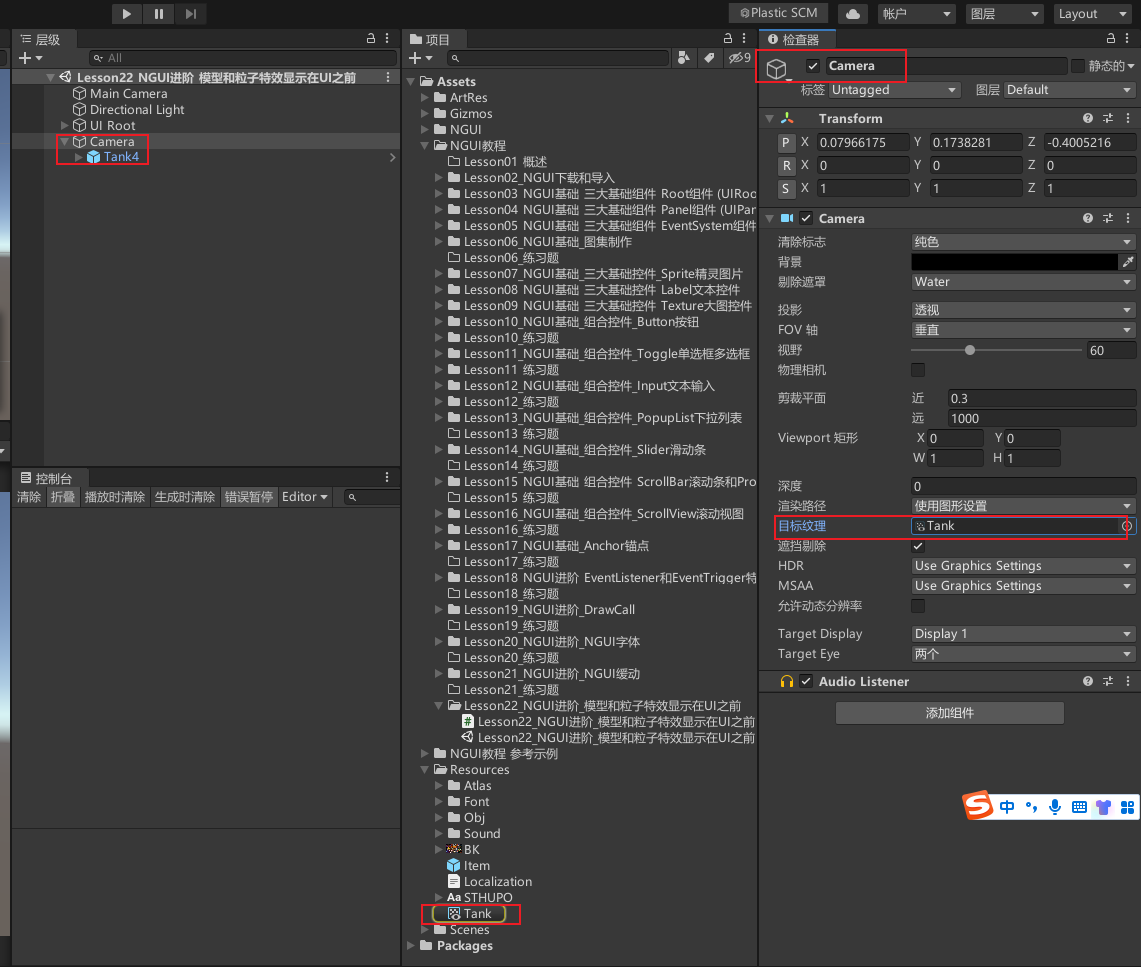 Plastic SCM
帐户
图层
Layout
层级
All
Lesson22_NGUI进阶_模型和粒子特效显示在UI之前
Main Camera
Directional Light
UI Root
Camera
Tank4
控制台
清除
折叠
播放时清除
生成时清除
错误暂停
Editor
项目
9
Assets
ArtRes
Gizmos
NGUI
NGUI教程
Lesson01_概述
Lesson02_NGUI下载和导入
Lesson03_NGUI基础_三大基础组件_Root组件 (UIRoo
Lesson04_NGUI基础_三大基础组件_Panel组件 (UIPan
Lesson05_NGUI基础_三大基础组件_EventSystem组件
Lesson06_NGUI基础_图集制作
Lesson06_练习题
Lesson07_NGUI基础_三大基础控件_Sprite精灵图片
Lesson08_NGUI基础_三大基础控件_Label文本控件
Lesson09_NGUI基础_三大基础控件_Texture大图控件
Lesson10_NGUI基础_组合控件_Button按钮
Lesson10_练习题
Lesson11_NGUI基础_组合控件_Toggle单选框多选框
Lesson11_练习题
Lesson12_NGUI基础_组合控件_Input文本输入
Lesson12_练习题
Lesson13_NGUI基础_组合控件_PopupList下拉列表
Lesson13_练习题
Lesson14_NGUI基础_组合控件_Slider滑动条
Lesson14_练习题
Lesson15_NGUI基础_组合控件_ScrollBar滚动条和Pro
Lesson15_练习题
Lesson16_NGUI基础_组合控件_ScrollView滚动视图
Lesson16_练习题
Lesson17_NGUI基础_Anchor锚点
Lesson17_练习题
Lesson18_NGUI进阶_EventListener和EventTrigger特
Lesson18_练习题
Lesson19_NGUI进阶_DrawCall
Lesson19_练习题
Lesson20_NGUI进阶_NGUI字体
Lesson20_练习题
Lesson21_NGUI进阶_NGUI缓动
Lesson21_练习题
Lesson22_NGUI进阶_模型和粒子特效显示在UI之前
Lesson22_NGUI进阶_模型和粒子特效显示在UI之前
Lesson22_NGUI进阶_模型和粒子特效显示在UI之前
NGUI教程_参考示例
Resources
Atlas
Font
Obj
Sound
BK
Item
Localization
Aa STHUPO
Tank
Scenes
Packages
检查器
Camera
静态的
标签 Untagged 图层 Default
Transform
P X 0.07966175 Y 0.1738281 Z -0.4005216
R X 0 Y 0 Z 0
S X 1 Y 1 Z 1
Camera
清除标志 纯色
背景
剔除遮罩 Water
投影 透视
FOV 轴 垂直
视野 60
物理相机
剪裁平面 近 0.3
远 1000
Viewport 矩形 X 0 Y 0
W 1 H 1
深度 0
渲染路径 使用图形设置
目标纹理 Tank
遮挡剔除
HDR Use Graphics Settings
MSAA Use Graphics Settings
允许动态分辨率
Target Display Display 1
Target Eye 两个
Audio Listener
添加组件
S 中